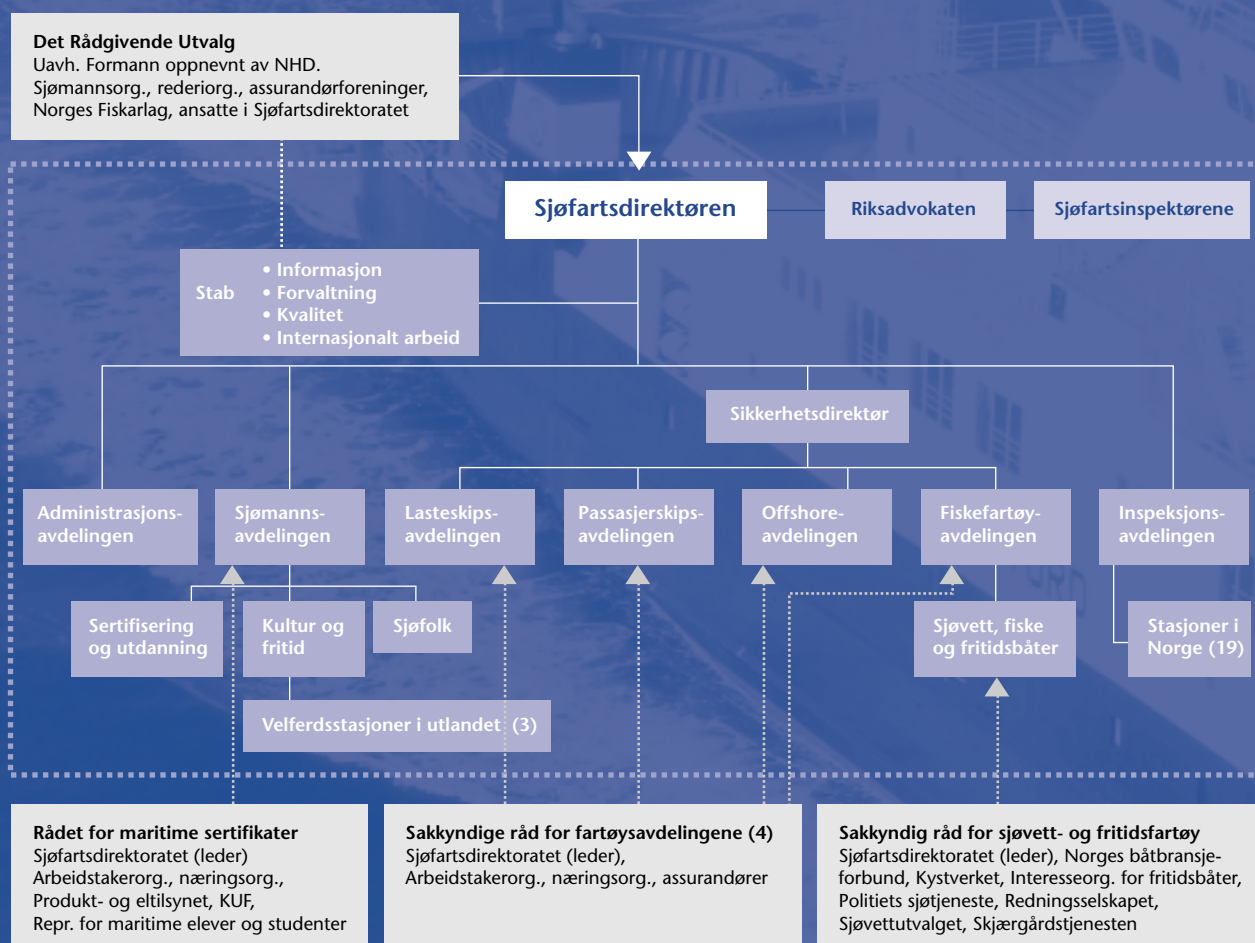 Det Rådgivende Utvalg
Uavh. Formann oppnevnt av NHD.
Sjømannsorg., rederiorg., assurandørforeninger,
Norges Fiskarlag, ansatte i Sjøfartsdirektoratet
Sjøfartsdirektøren
Riksadvokaten
Sjøfartsinspektørene
Stab
• Informasjon
• Forvaltning
• Kvalitet
• Internasjonalt arbeid
Sikkerhetsdirektør
Administrasjons-
avdelingen
Sjømanns-
avdelingen
Lasteskips-
avdelingen
Passasjerskips-
avdelingen
Offshore-
avdelingen
Fiskefartøy-
avdelingen
Inspeksjons-
avdelingen
Sertifisering
og utdanning
Kultur og
fritid
Sjøfolk
Sjøvett, fiske
og fritidsbåter
Stasjoner i
Norge (19)
Velferdsstasjoner i utlandet (3)
Rådet for maritime sertifikater
Sjøfartsdirektoratet (leder)
Arbeidstakerorg., næringsorg.,
Produkt- og eltilsynet, KUF,
Repr. for maritime elever og studenter
Sakkyndige råd for fartøysavdelingene (4)
Sjøfartsdirektoratet (leder),
Arbeidstakerorg., næringsorg., assurandører
Sakkyndig råd for sjøvett- og fritidsfartøy
Sjøfartsdirektoratet (leder), Norges båtbransje-
forbund, Kystverket, Interesseorg. for fritidsbåter,
Politiets sjøtjeneste, Redningsselskapet,
Sjøvettutvalget, Skjærgårdstjenesten